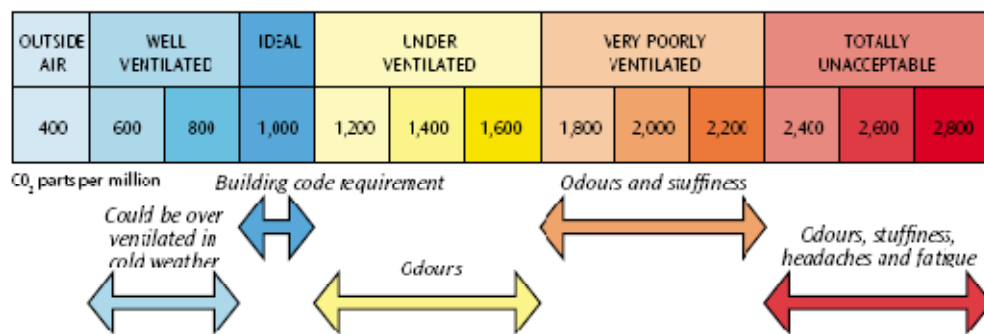 OUTSIDE AIR
WELL VENTILATED
IDEAL
UNDER VENTILATED
VERY POORLY VENTILATED
TOTALLY UNACCEPTABLE
400 600 800 1,000 1,200 1,400 1,600 1,800 2,000 2,200 2,400 2,600 2,800
CO₂ parts per million
Building code requirement
Odours and stuffiness
Could be over
ventilated in
cold weather
Odours
Odours, stuffiness,
headaches and fatigue